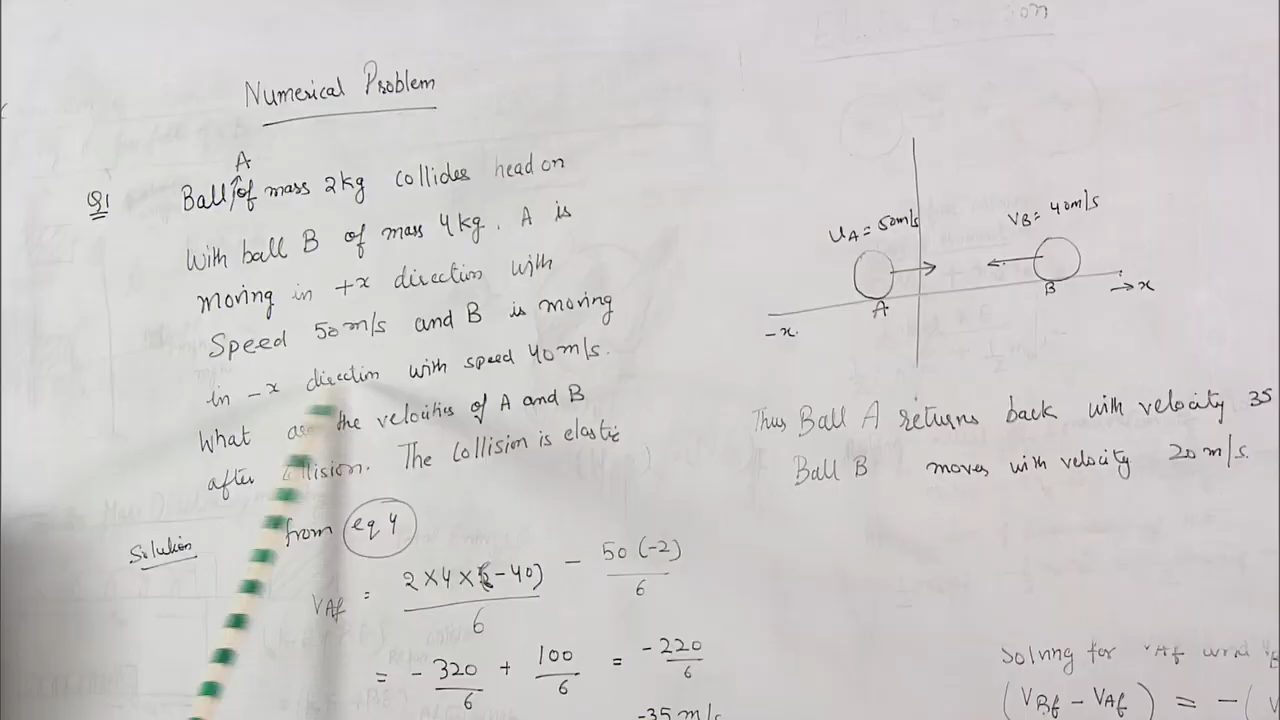 Numerical Problem
Q1 Ball A of mass 2kg collides head on
with ball B of mass 4kg. A is
moving in +x direction with
Speed 50m/s and B is moving
in -x direction with speed 40m/s.
What the velocities of A and B
after collision. The Collision is elastic
Solution from eq 4
VAf = 2×4×(-40)/6 - 50(-2)/6
= -320/6 + 100/6 = -220/6
-35 m/s
on
UA = 50m/s
VB = 40m/s
A
B
→x
-x.
Thus Ball A returns back with velocity 35
Ball B moves with velocity 20m/s.
Solving for VAf and
(VBf - VAf) = -(